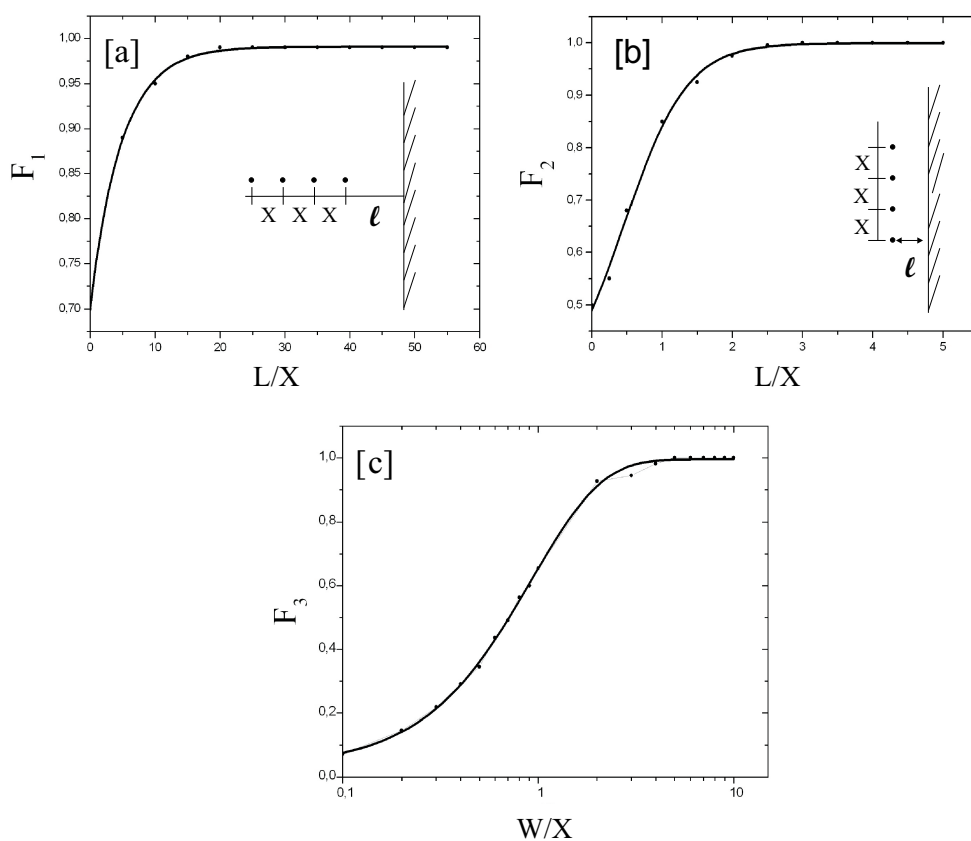 [a]
1,00
0,95
0,90
0,85
0,80
0,75
0,70
F1
X X X ℓ
0 10 20 30 40 50 60
L/X
[b]
1,0
0,9
0,8
0,7
0,6
0,5
F2
X
X
X
ℓ
0 1 2 3 4 5
L/X
[c]
1,0
0,8
0,6
0,4
0,2
0,0
F3
0,1 1 10
W/X